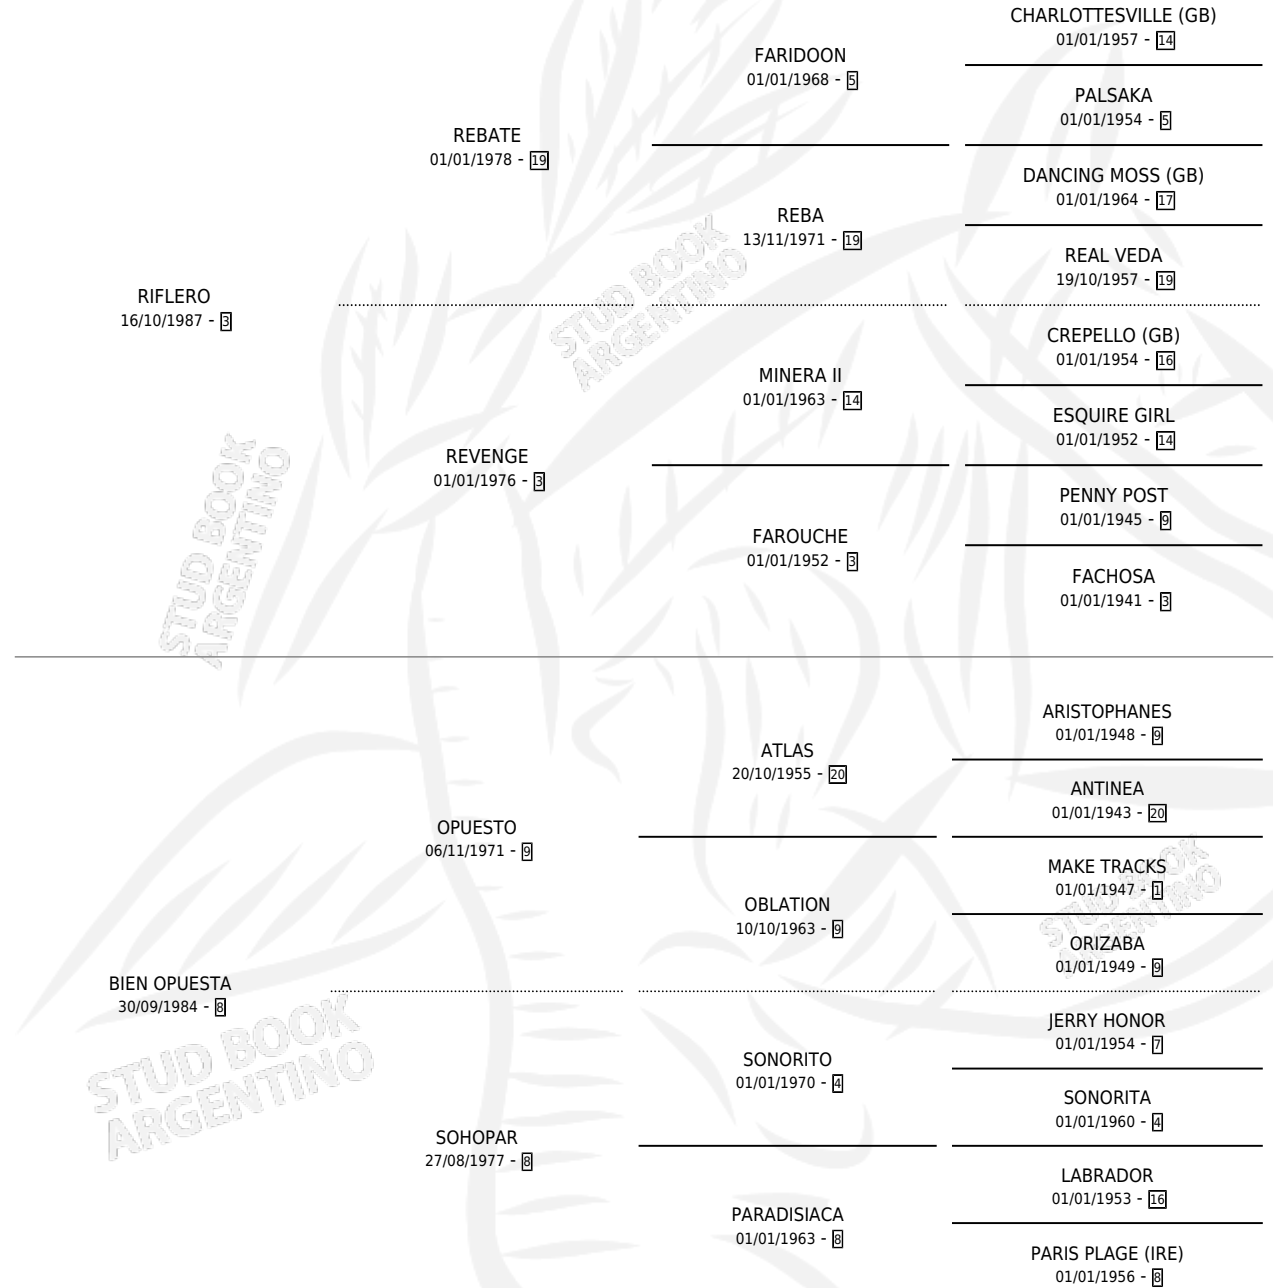 CHARLOTTESVILLE (GB)
01/01/1957 - 14
FARIDOON
01/01/1968 - 5
PALSAKA
01/01/1954 - 5
REBATE
01/01/1978 - 19
DANCING MOSS (GB)
01/01/1964 - 17
REBA
13/11/1971 - 19
REAL VEDA
19/10/1957 - 19
RIFLERO
16/10/1987 - 3
CREPELLO (GB)
01/01/1954 - 16
MINERA II
01/01/1963 - 14
ESQUIRE GIRL
01/01/1952 - 14
REVENGE
01/01/1976 - 3
PENNY POST
01/01/1945 - 9
FAROUCHE
01/01/1952 - 3
FACHOSA
01/01/1941 - 3
ARISTOPHANES
01/01/1948 - 9
ATLAS
20/10/1955 - 20
ANTINEA
01/01/1943 - 20
OPUESTO
06/11/1971 - 9
MAKE TRACKS
01/01/1947 - 1
OBLATION
10/10/1963 - 9
ORIZABA
01/01/1949 - 9
BIEN OPUESTA
30/09/1984 - 8
JERRY HONOR
01/01/1954 - 7
SONORITO
01/01/1970 - 4
SONORITA
01/01/1960 - 4
SOHOPAR
27/08/1977 - 8
LABRADOR
01/01/1953 - 16
PARADISIACA
01/01/1963 - 8
PARIS PLAGE (IRE)
01/01/1956 - 8
STUD BOOK
ARGENTINO
STUD BOOK
ARGENTINO
STUD BOOK
ARGENTINO
STUD BOOK
ARGENTINO